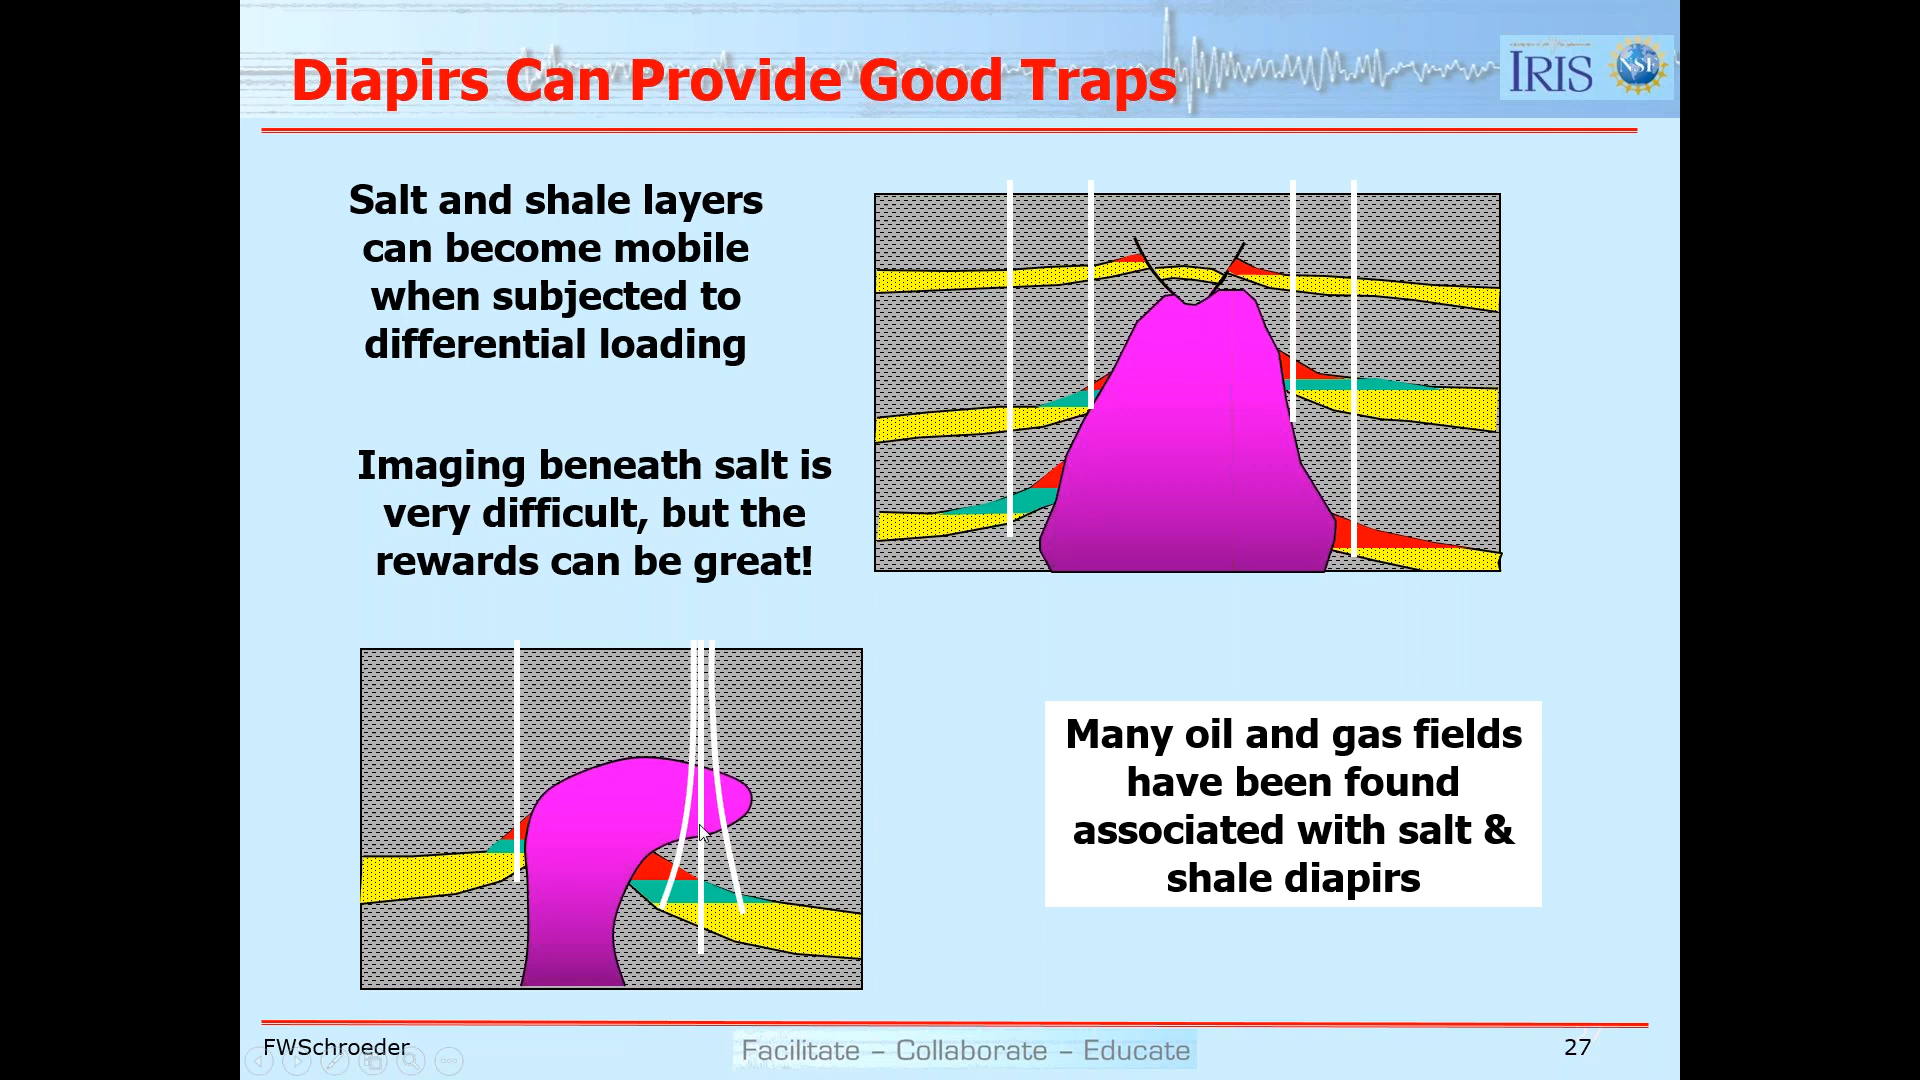 Diapirs Can Provide Good Traps
IRIS
NSF
Salt and shale layers
can become mobile
when subjected to
differential loading
Imaging beneath salt is
very difficult, but the
rewards can be great!
Many oil and gas fields
have been found
associated with salt &
shale diapirs
FWSchroeder
Facilitate – Collaborate – Educate
27